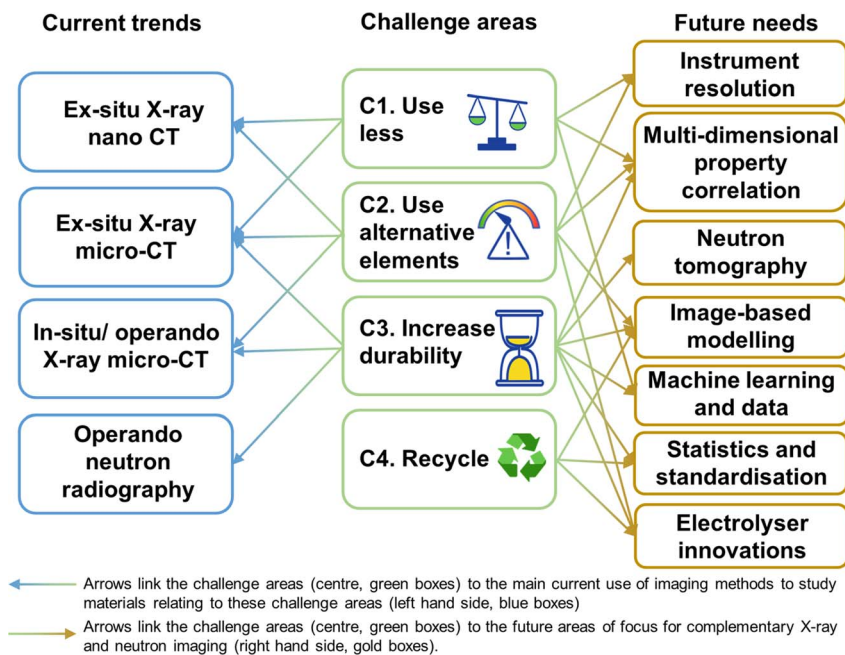 Current trends
Challenge areas
Future needs
Ex-situ X-ray
nano CT
Ex-situ X-ray
micro-CT
In-situ/ operando
X-ray micro-CT
Operando
neutron
radiography
C1. Use
less
C2. Use
alternative
elements
!
C3. Increase
durability
C4. Recycle
Instrument
resolution
Multi-dimensional
property
correlation
Neutron
tomography
Image-based
modelling
Machine learning
and data
Statistics and
standardisation
Electrolyser
innovations
Arrows link the challenge areas (centre, green boxes) to the main current use of imaging methods to study
materials relating to these challenge areas (left hand side, blue boxes)
Arrows link the challenge areas (centre, green boxes) to the future areas of focus for complementary X-ray
and neutron imaging (right hand side, gold boxes).